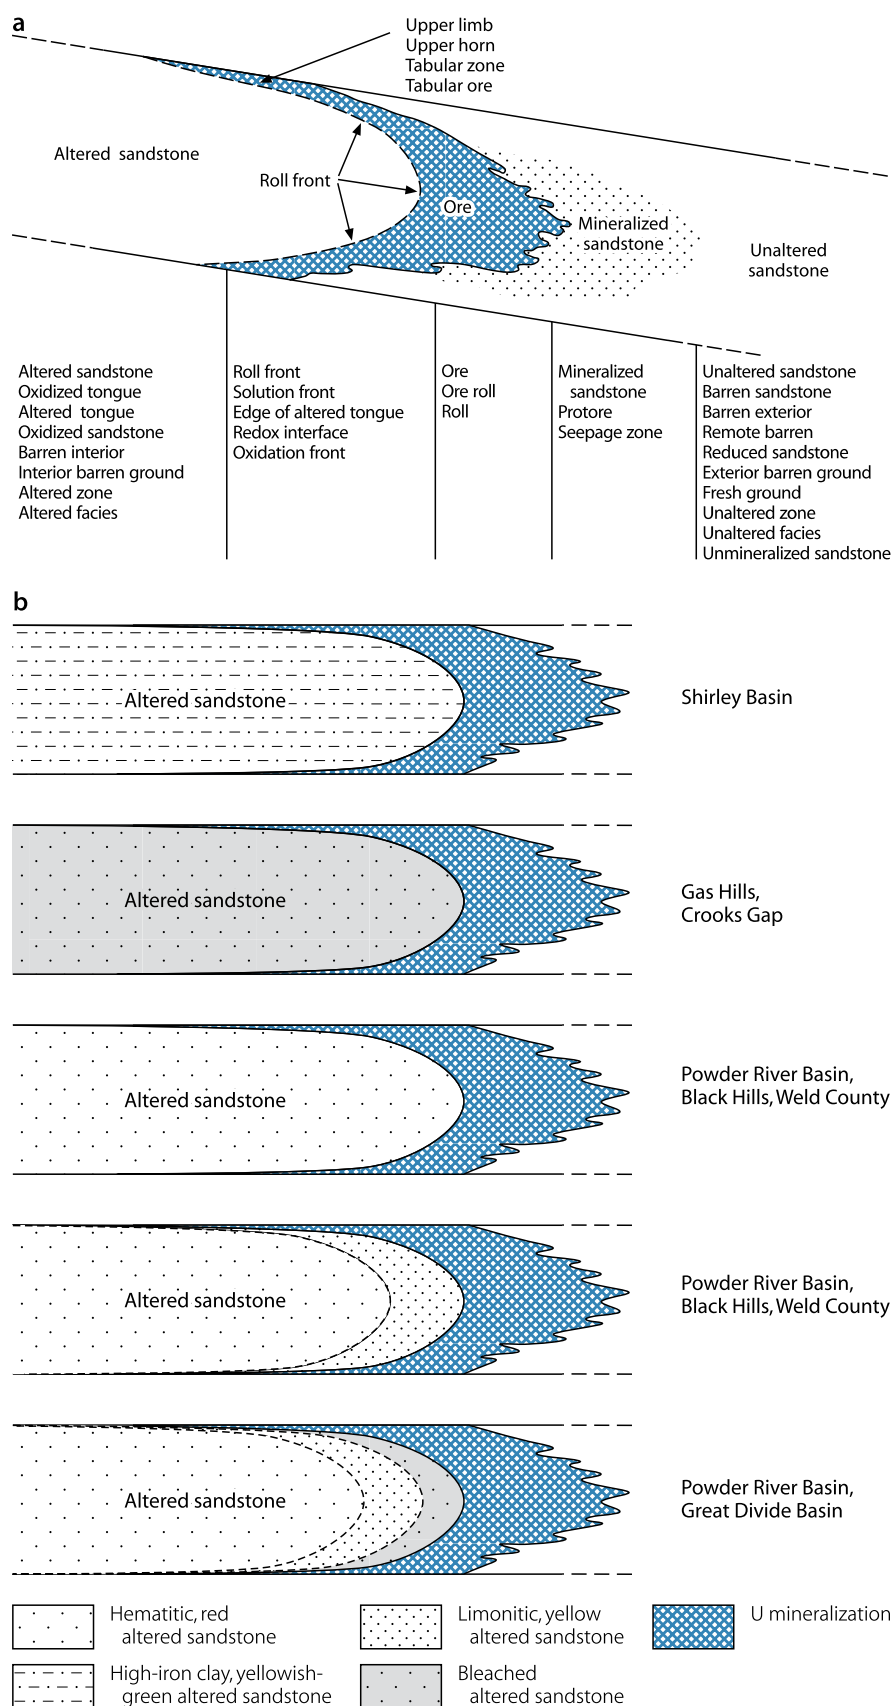 a
Upper limb
Upper horn
Tabular zone
Tabular ore
Altered sandstone
Roll front
Ore
Mineralized
sandstone
Unaltered
sandstone
Altered sandstone
Oxidized tongue
Altered tongue
Oxidized sandstone
Barren interior
Interior barren ground
Altered zone
Altered facies
Roll front
Solution front
Edge of altered tongue
Redox interface
Oxidation front
Ore
Ore roll
Roll
Mineralized
sandstone
Protore
Seepage zone
Unaltered sandstone
Barren sandstone
Barren exterior
Remote barren
Reduced sandstone
Exterior barren ground
Fresh ground
Unaltered zone
Unaltered facies
Unmineralized sandstone
b
Altered sandstone
Shirley Basin
Altered sandstone
Gas Hills,
Crooks Gap
Altered sandstone
Powder River Basin,
Black Hills, Weld County
Altered sandstone
Powder River Basin,
Black Hills, Weld County
Altered sandstone
Powder River Basin,
Great Divide Basin
Hematitic, red
altered sandstone
Limonitic, yellow
altered sandstone
U mineralization
High-iron clay, yellowish-
green altered sandstone
Bleached
altered sandstone